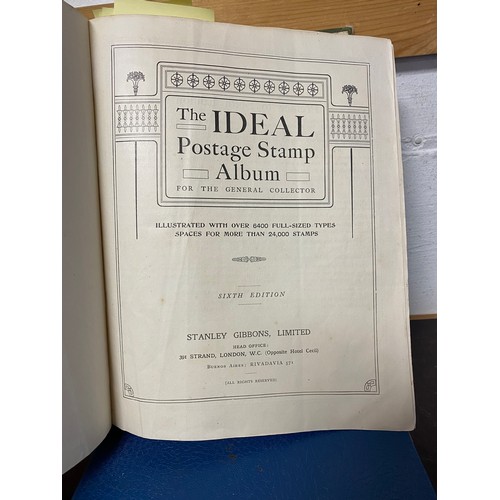 The IDEAL
Postage Stamp
Album
FOR THE GENERAL COLLECTOR
ILLUSTRATED WITH OVER 6400 FULL-SIZED TYPES
SPACES FOR MORE THAN 24,000 STAMPS
SIXTH EDITION
STANLEY GIBBONS, LIMITED
HEAD OFFICE:
391 STRAND, LONDON, W.C. (Opposite Hotel Cecil)
BUENOS AIRES: RIVADAVIA 571
[ALL RIGHTS RESERVED]